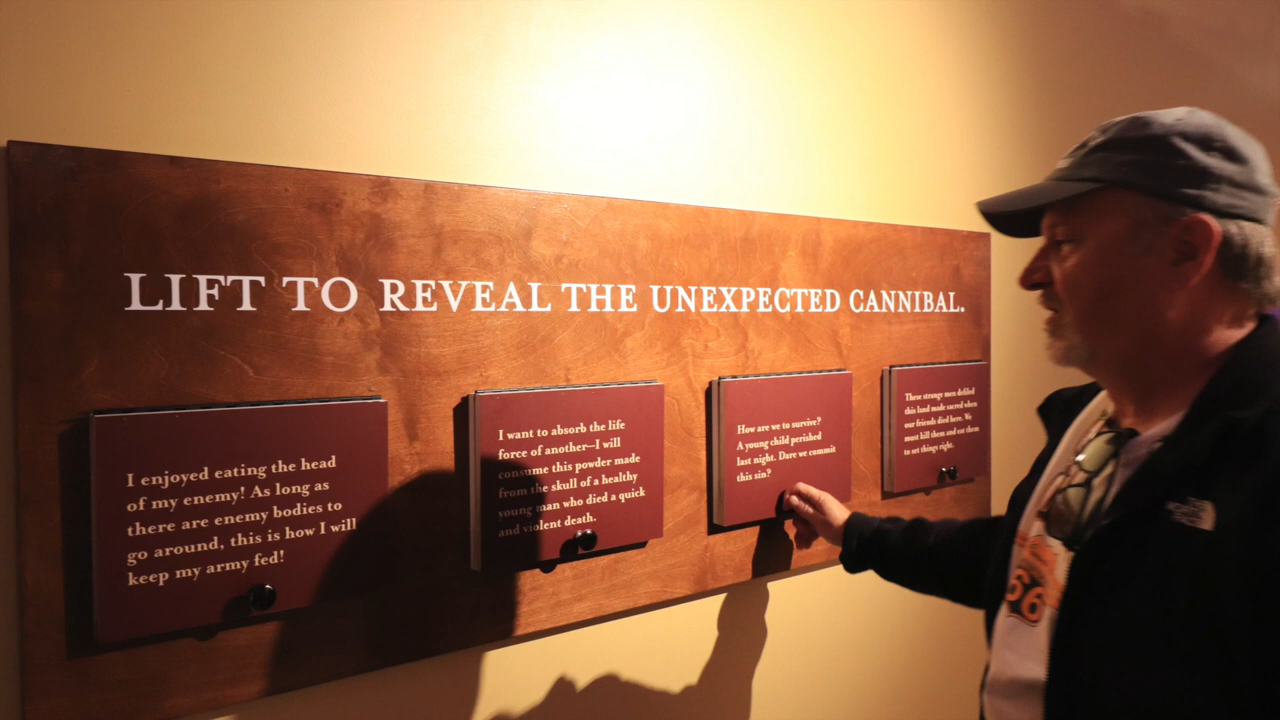 LIFT TO REVEAL THE UNEXPECTED CANNIBAL.
I enjoyed eating the head
of my enemy! As long as
there are enemy bodies to
go around, this is how I will
keep my army fed!
I want to absorb the life
force of another—I will
consume this powder made
from the skull of a healthy
young man who died a quick
and violent death.
How are we to survive?
A young child perished
last night. Dare we commit
this sin?
These strange men defiled
this land made sacred when
our friends died here. We
must kill them and eat them
to set things right.
THE
NORTH
FACE
66